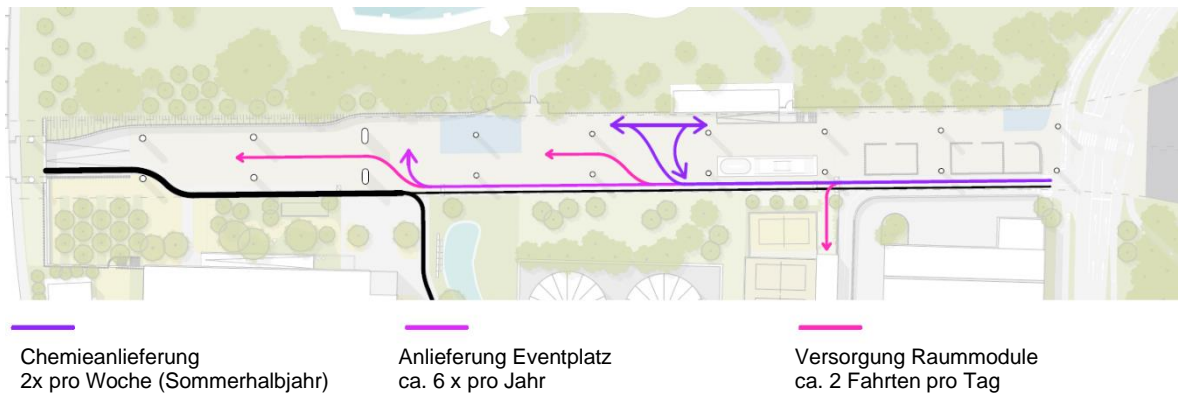 Chemieanlieferung
2x pro Woche (Sommerhalbjahr)
Anlieferung Eventplatz
ca. 6 x pro Jahr
Versorgung Raummodule
ca. 2 Fahrten pro Tag